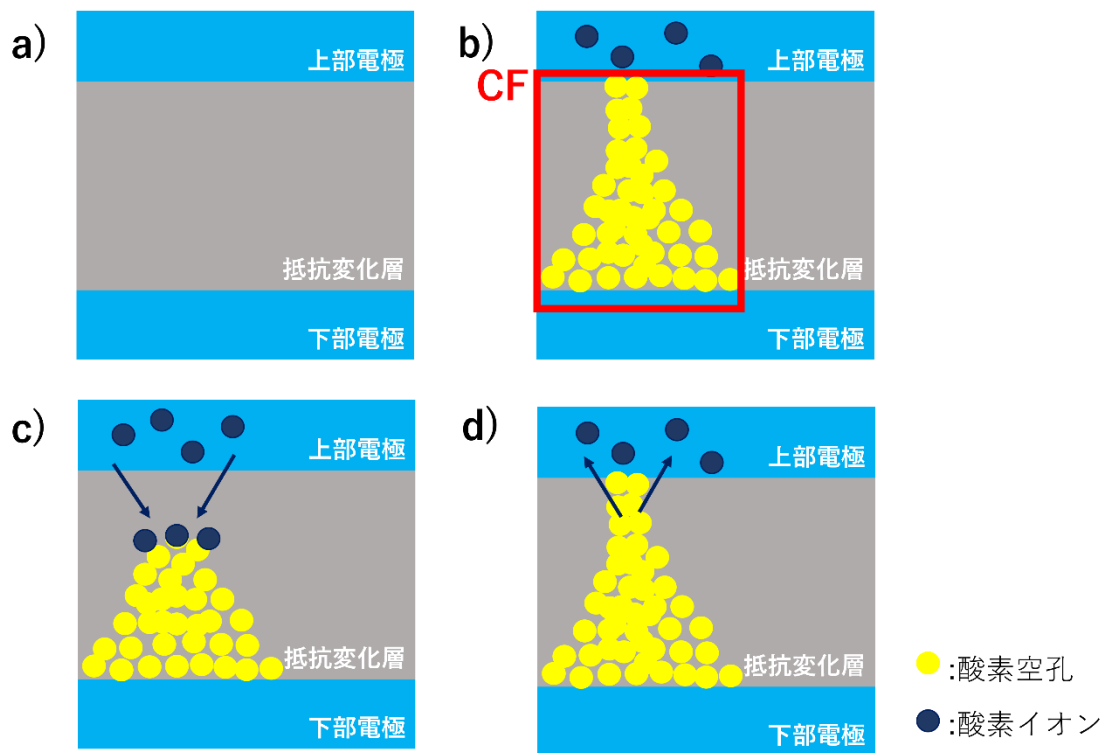 a)
上部電極
抵抗変化層
下部電極
b)
上部電極
CF
抵抗変化層
下部電極
c)
上部電極
抵抗変化層
下部電極
d)
上部電極
抵抗変化層
下部電極
:酸素空孔
:酸素イオン